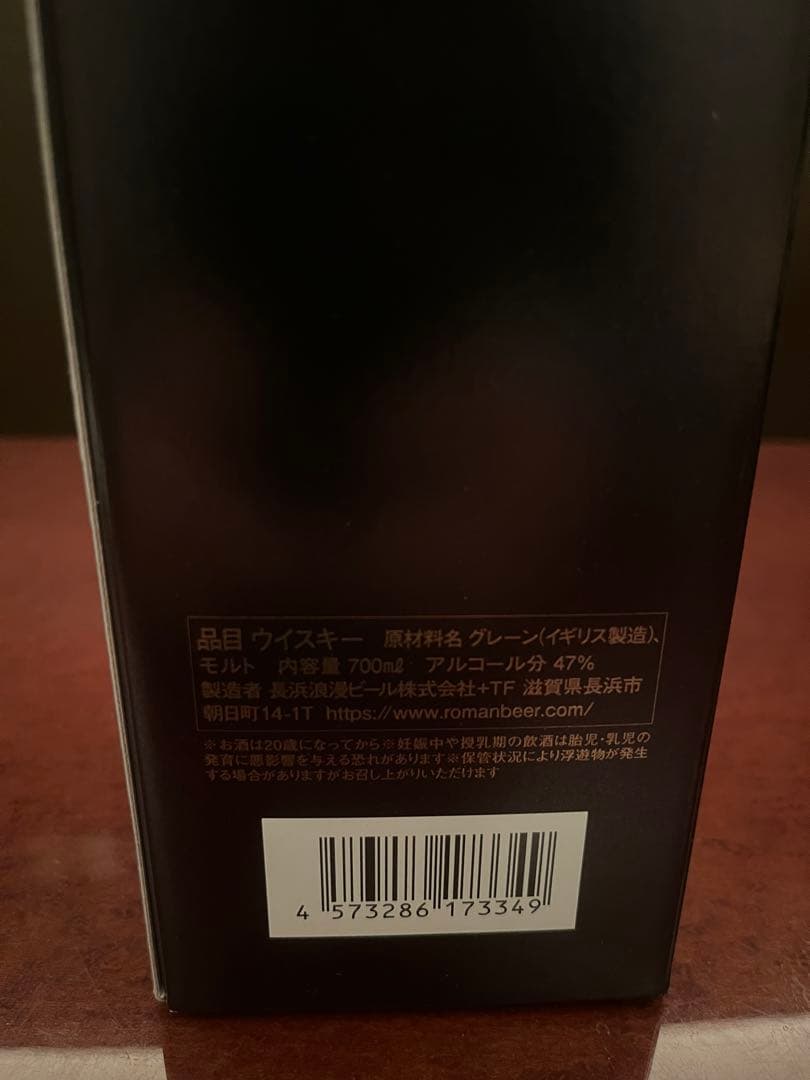 品目 ウイスキー 原材料名 グレーン(イギリス製造)、
モルト 内容量 700mℓ アルコール分 47%
製造者 長浜浪漫ビール株式会社+TF 滋賀県長浜市
朝日町14-1T https://www.romanbeer.com/
※お酒は20歳になってから※妊娠中や授乳期の飲酒は胎児・乳児の
発育に悪影響を与える恐れがあります※保管状況により浮遊物が発生
する場合がありますがお召し上がりいただけます
4 573286 173349